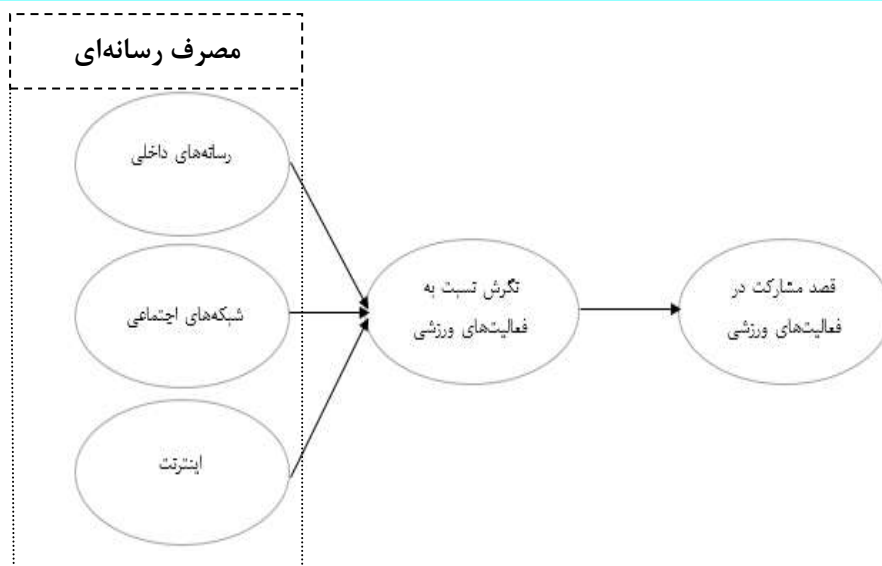 مصرف رسانه‌ای
رسانه‌های داخلی
شبکه‌های اجتماعی
اینترنت
نگرش نسبت به
فعالیت‌های ورزشی
قصد مشارکت در
فعالیت‌های ورزشی